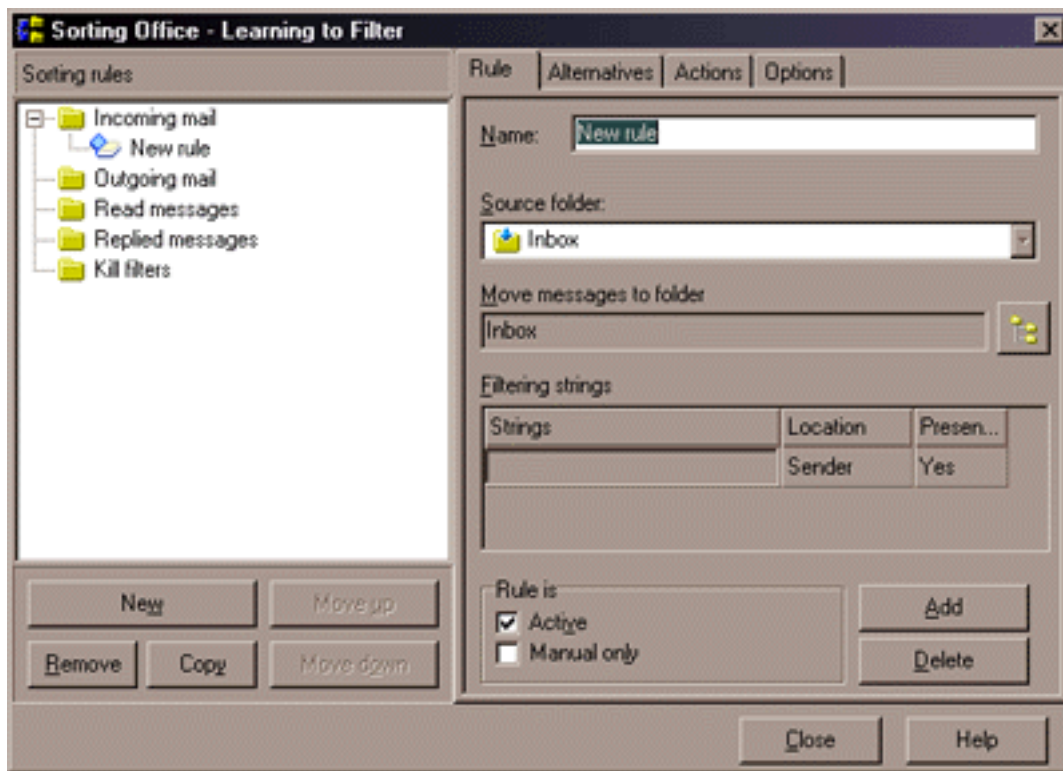 Sorting Office - Learning to Filter
Sorting rules
Incoming mail
New rule
Outgoing mail
Read messages
Replied messages
Kill filters
New
Move up
Remove
Copy
Move down
Rule Alternatives Actions Options
Name: New rule
Source folder:
Inbox
Move messages to folder
Inbox
Filtering strings
Strings Location Presen...
Sender Yes
Rule is
Active
Manual only
Add
Delete
Close
Help